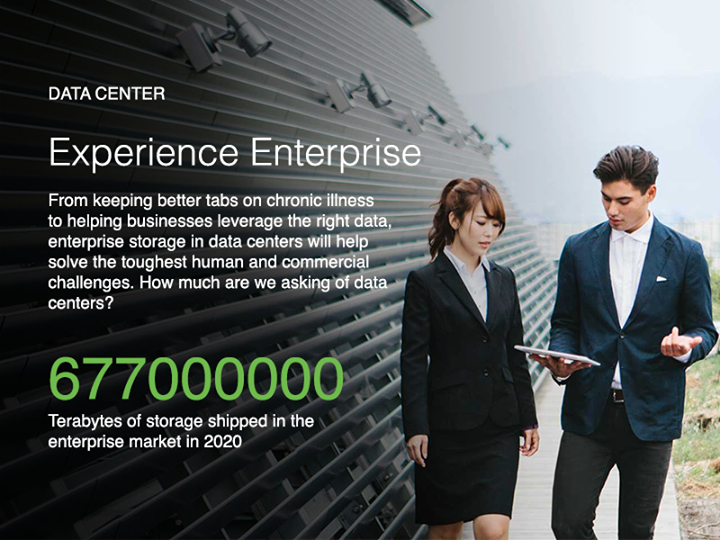 DATA CENTER
Experience Enterprise
From keeping better tabs on chronic illness
to helping businesses leverage the right data,
enterprise storage in data centers will help
solve the toughest human and commercial
challenges. How much are we asking of data
centers?
677000000
Terabytes of storage shipped in the
enterprise market in 2020